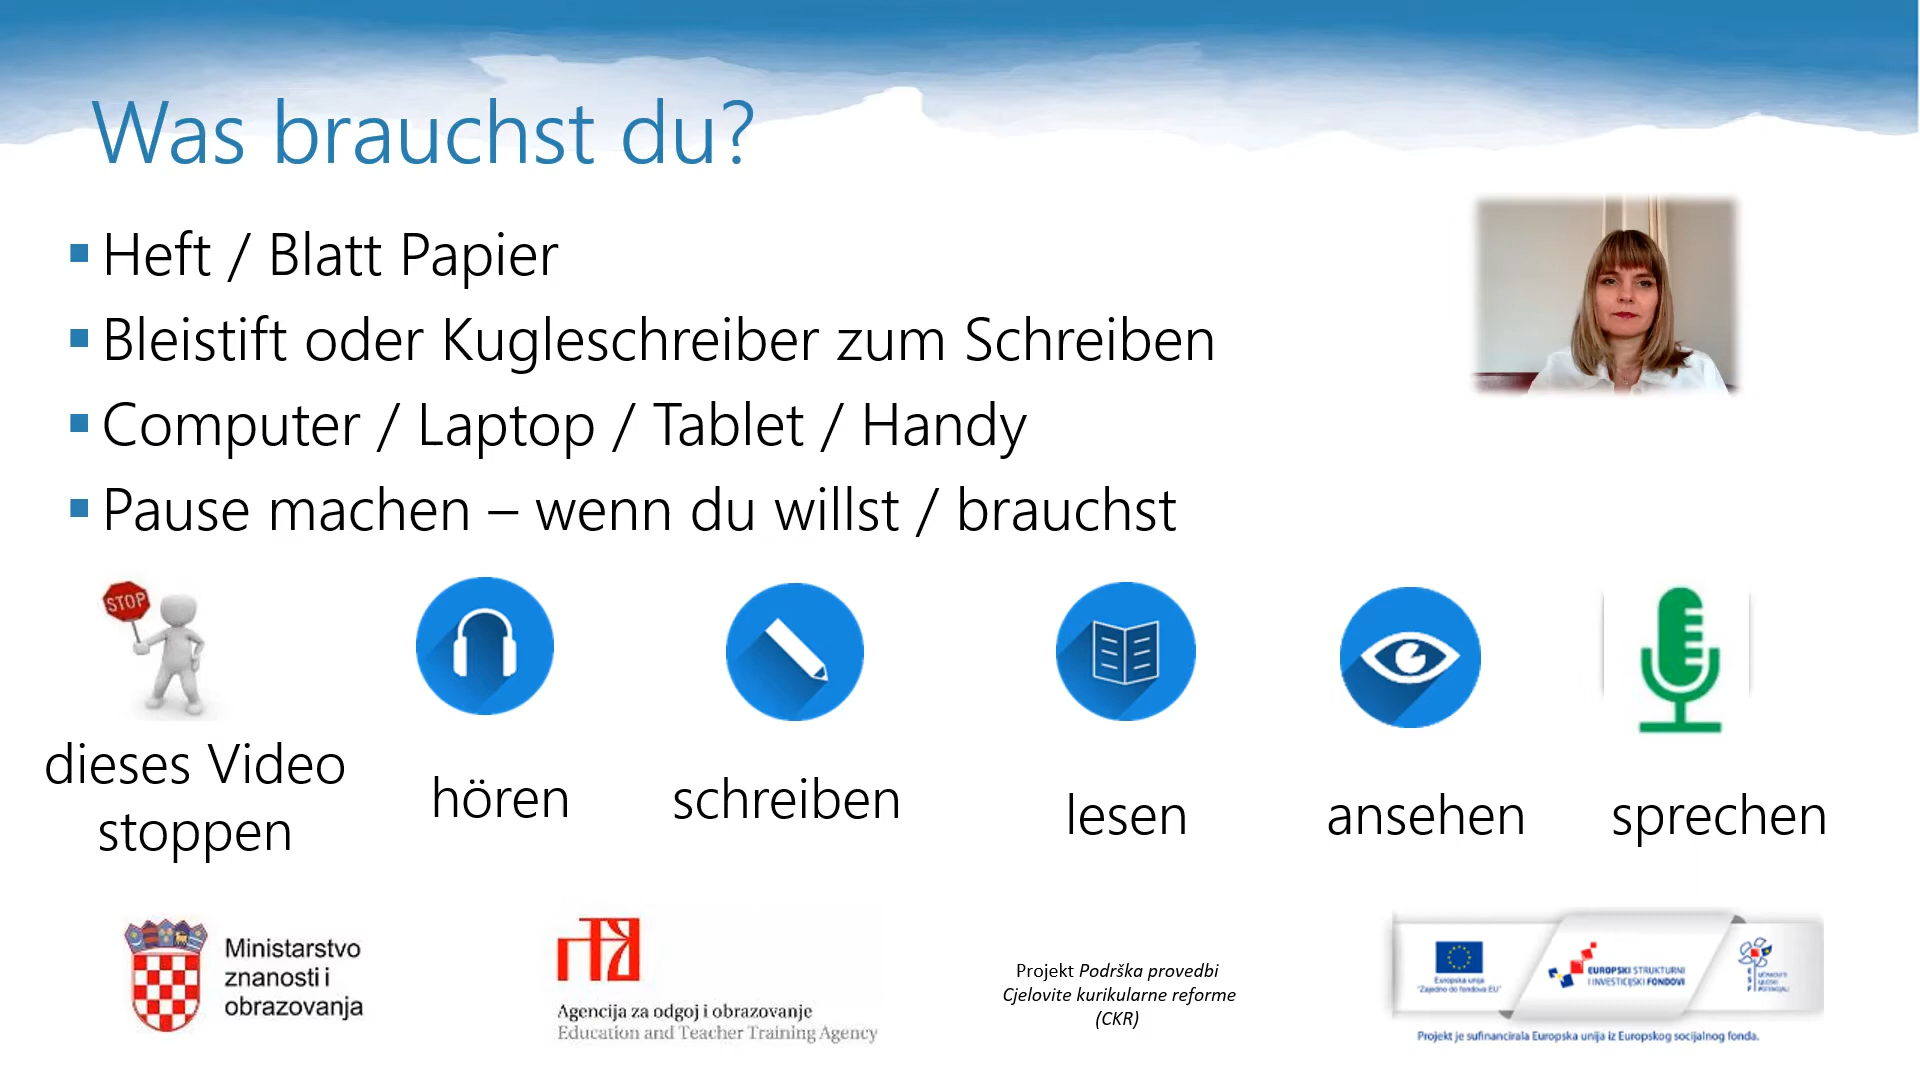 Was brauchst du?
Heft / Blatt Papier
Bleistift oder Kugleschreiber zum Schreiben
Computer / Laptop / Tablet / Handy
Pause machen – wenn du willst / brauchst
STOP
dieses Video
stoppen
hören
schreiben
lesen
ansehen
sprechen
Ministarstvo
znanosti i
obrazovanja
Agencija za odgoj i obrazovanje
Education and Teacher Training Agency
Projekt Podrška provedbi
Cjelovite kurikularne reforme
(CKR)
Europska unija
"Zajedno do fondova EU"
EUROPSKI STRUKTURNI
I INVESTICIJSKI FONDOVI
Projekt je sufinancirala Europska unija iz Europskog socijalnog fonda.